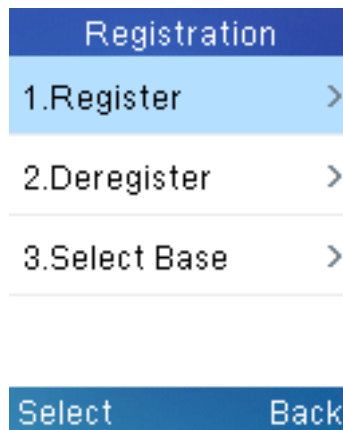 Registration
1.Register
2.Deregister
3.Select Base
Select Back